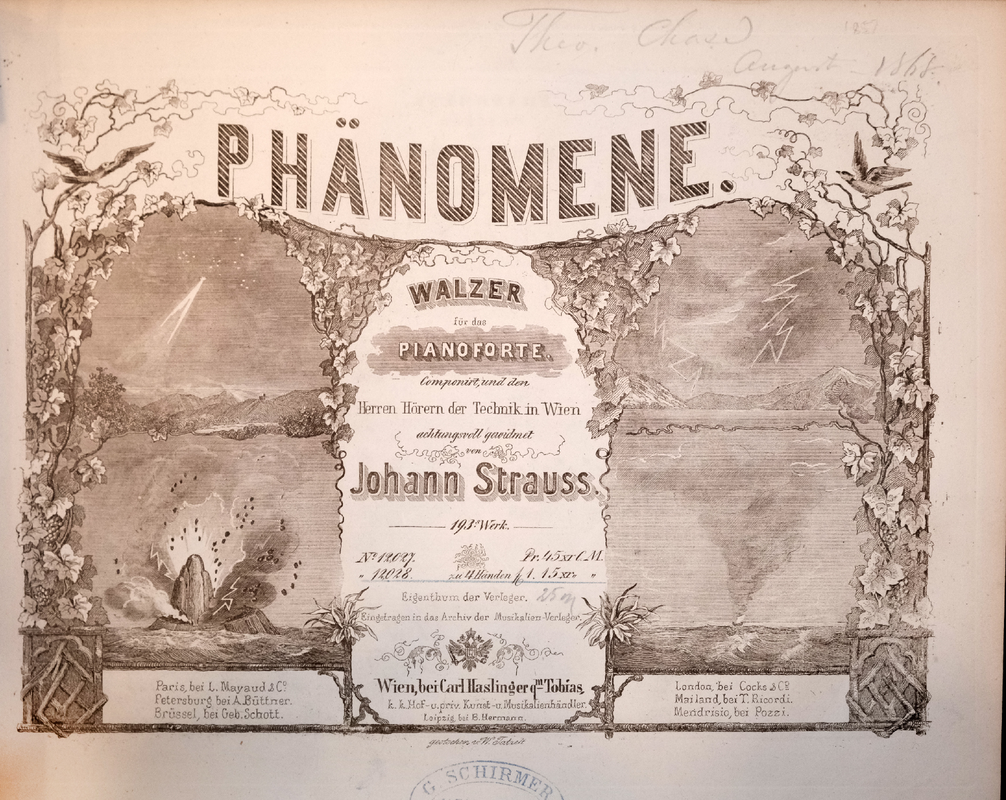 Theo. Chase
1857
August - 1868.
PHÄNOMENE.
WALZER
für das
PIANOFORTE.
Componirt, und den
Herren Hörern der Technik in Wien
achtungsvoll gewidmet
von
Johann Strauss.
193tes Werk.
No 12027. Pr. 45 xr C.M.
" 12028. zu 4 Händen f 1. 15 xr "
Eigenthum der Verleger.
Eingetragen in das Archiv der Musikalien-Verleger.
Wien, bei Carl Haslinger qm Tobias,
k. k. Hof- u. priv. Kunst- u. Musikalienhändler.
Leipzig, bei B. Hermann.
Paris, bei L. Mayaud & Co.
Petersburg bei A. Büttner.
Brüssel, bei Geb. Schott.
London, bei Cocks & Co
Mailand, bei T. Ricordi.
Mendrisio, bei Pozzi.
gestochen v. W.
G. SCHIRMER